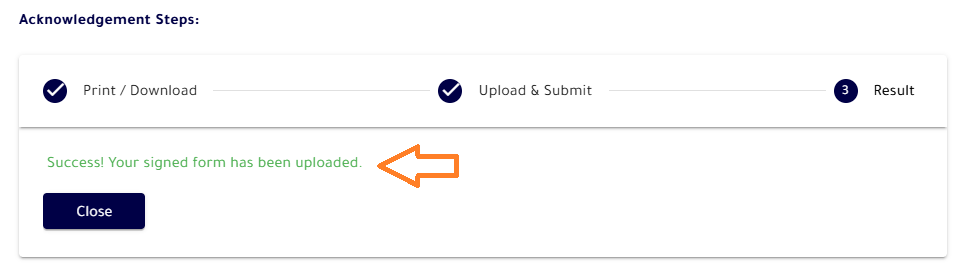 Acknowledgement Steps:
Print / Download
Upload & Submit
3
Result
Success! Your signed form has been uploaded.
Close